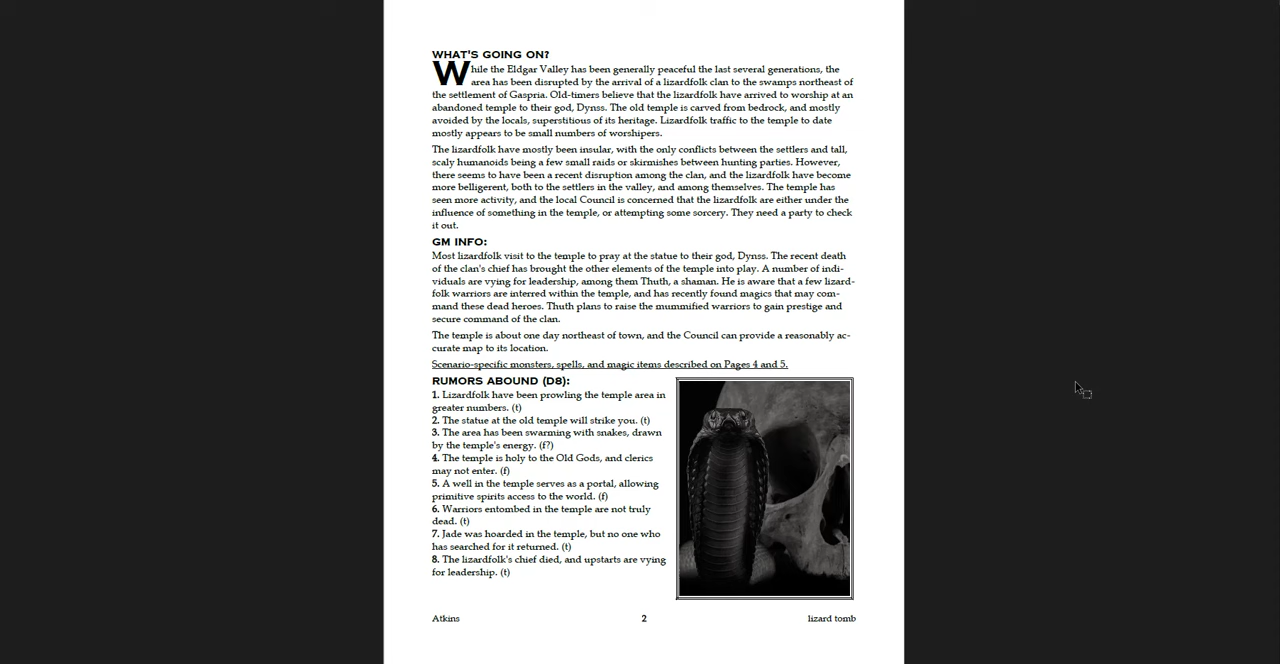 WHAT'S GOING ON?
While the Eldgar Valley has been generally peaceful the last several generations, the
area has been disrupted by the arrival of a lizardfolk clan to the swamps northeast of
the settlement of Gaspria. Old-timers believe that the lizardfolk have arrived to worship at an
abandoned temple to their god, Dynss. The old temple is carved from bedrock, and mostly
avoided by the locals, superstitious of its heritage. Lizardfolk traffic to the temple to date
mostly appears to be small numbers of worshipers.
The lizardfolk have mostly been insular, with the only conflicts between the settlers and tall,
scaly humanoids being a few small raids or skirmishes between hunting parties. However,
there seems to have been a recent disruption among the clan, and the lizardfolk have become
more belligerent, both to the settlers in the valley, and among themselves. The temple has
seen more activity, and the local Council is concerned that the lizardfolk are either under the
influence of something in the temple, or attempting some sorcery. They need a party to check
it out.
GM INFO:
Most lizardfolk visit to the temple to pray at the statue to their god, Dynss. The recent death
of the clan's chief has brought the other elements of the temple into play. A number of indi-
viduals are vying for leadership, among them Thuth, a shaman. He is aware that a few lizard-
folk warriors are interred within the temple, and has recently found magics that may com-
mand these dead heroes. Thuth plans to raise the mummified warriors to gain prestige and
secure command of the clan.
The temple is about one day northeast of town, and the Council can provide a reasonably ac-
curate map to its location.
Scenario-specific monsters, spells, and magic items described on Pages 4 and 5.
RUMORS ABOUND (D8):
1. Lizardfolk have been prowling the temple area in
greater numbers. (t)
2. The statue at the old temple will strike you. (t)
3. The area has been swarming with snakes, drawn
by the temple's energy. (f?)
4. The temple is holy to the Old Gods, and clerics
may not enter. (f)
5. A well in the temple serves as a portal, allowing
primitive spirits access to the world. (f)
6. Warriors entombed in the temple are not truly
dead. (t)
7. Jade was hoarded in the temple, but no one who
has searched for it returned. (t)
8. The lizardfolk's chief died, and upstarts are vying
for leadership. (t)
Atkins
2
lizard tomb